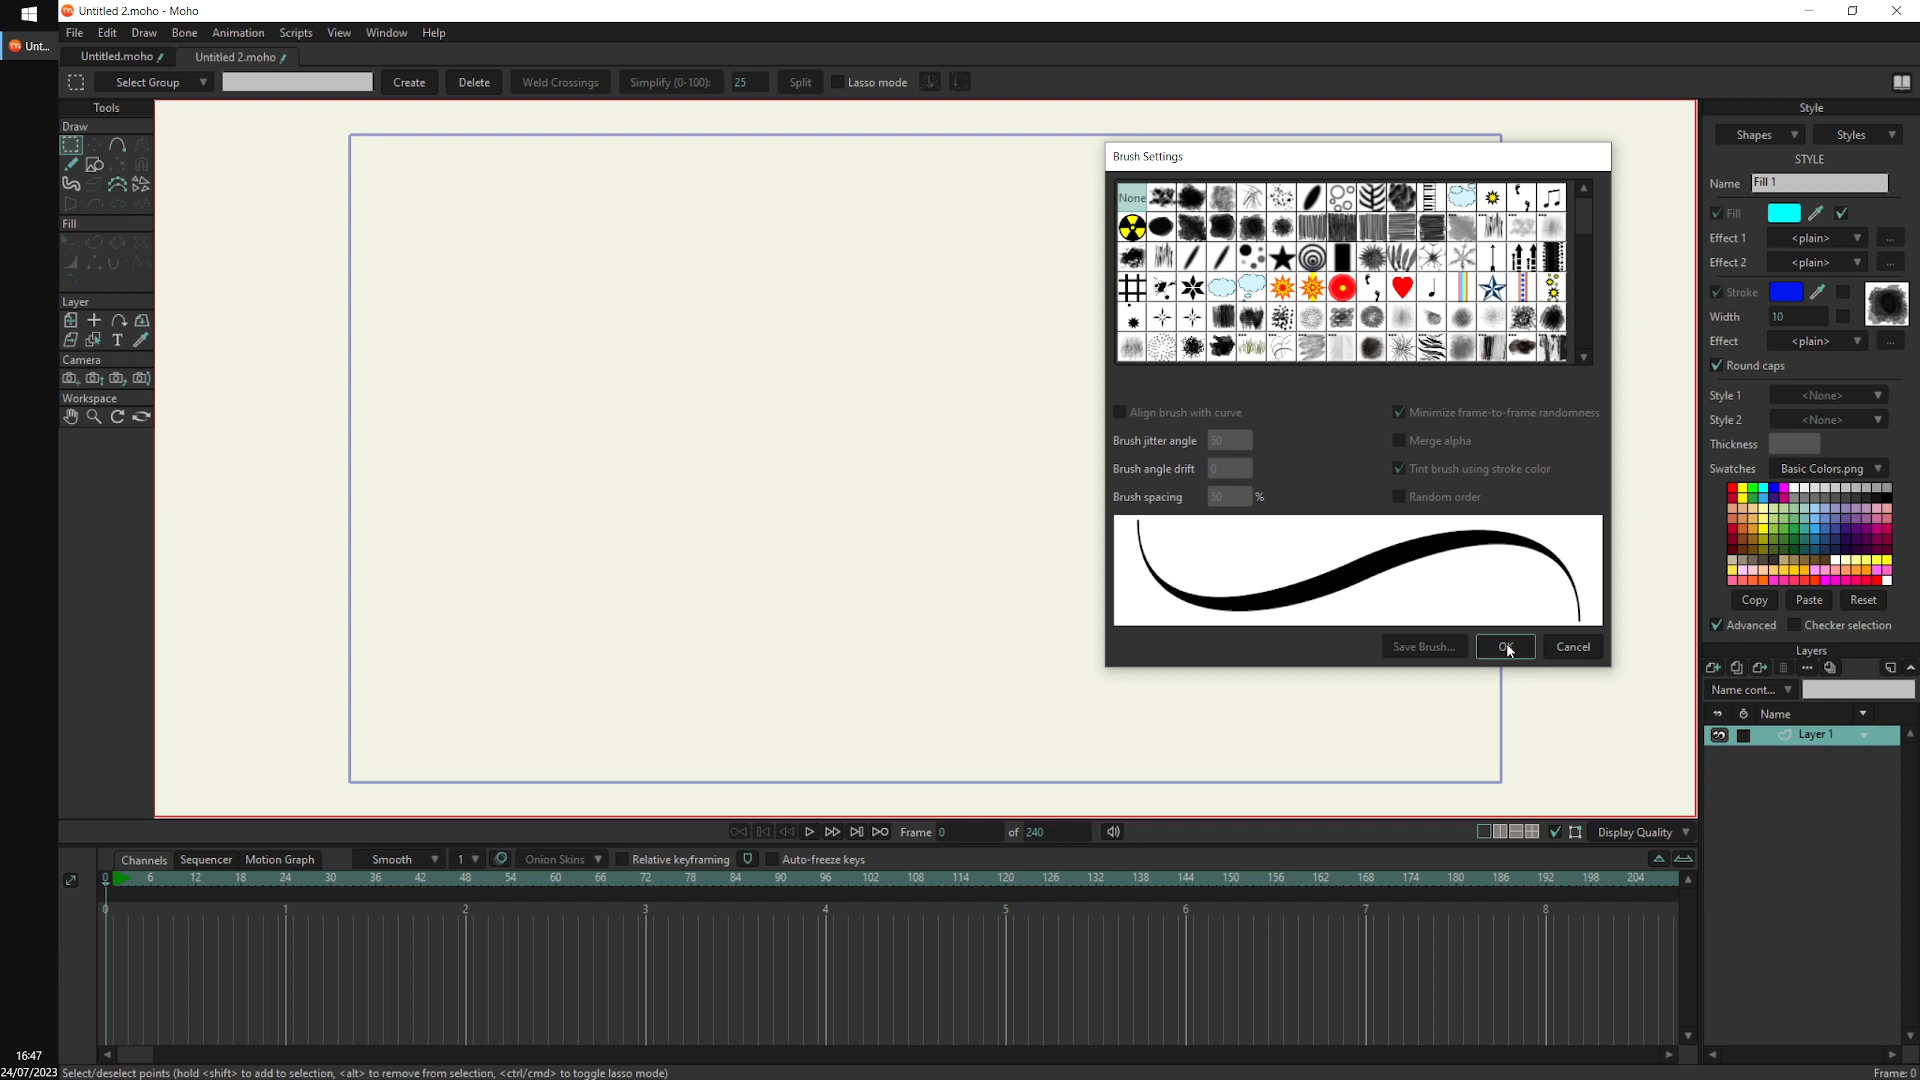 Untitled 2.moho - Moho
Unt...
File Edit Draw Bone Animation Scripts View Window Help
Untitled.moho Untitled 2.moho
Select Group Create Delete Weld Crossings Simplify (0-100): 25 Split Lasso mode
Tools
Draw
Fill
Layer
Camera
Workspace
Brush Settings
None
Align brush with curve
Minimize frame-to-frame randomness
Brush jitter angle 50
Merge alpha
Brush angle drift 0
Tint brush using stroke color
Brush spacing 50 %
Random order
Save Brush... OK Cancel
Style
Shapes Styles
STYLE
Name Fill 1
Fill
Effect 1 <plain> ...
Effect 2 <plain> ...
Stroke
Width 10
Effect <plain> ...
Round caps
Style 1 <None>
Style 2 <None>
Thickness
Swatches Basic Colors.png
Copy Paste Reset
Advanced Checker selection
Layers
Name cont...
Name
Layer 1
Frame 0 of 240
Display Quality
Channels Sequencer Motion Graph Smooth 1 Onion Skins Relative keyframing Auto-freeze keys
0 6 12 18 24 30 36 42 48 54 60 66 72 78 84 90 96 102 108 114 120 126 132 138 144 150 156 162 168 174 180 186 192 198 204
0 1 2 3 4 5 6 7 8
16:47
24/07/2023
Select/deselect points (hold <shift> to add to selection, <alt> to remove from selection, <ctrl/cmd> to toggle lasso mode)
Frame: 0